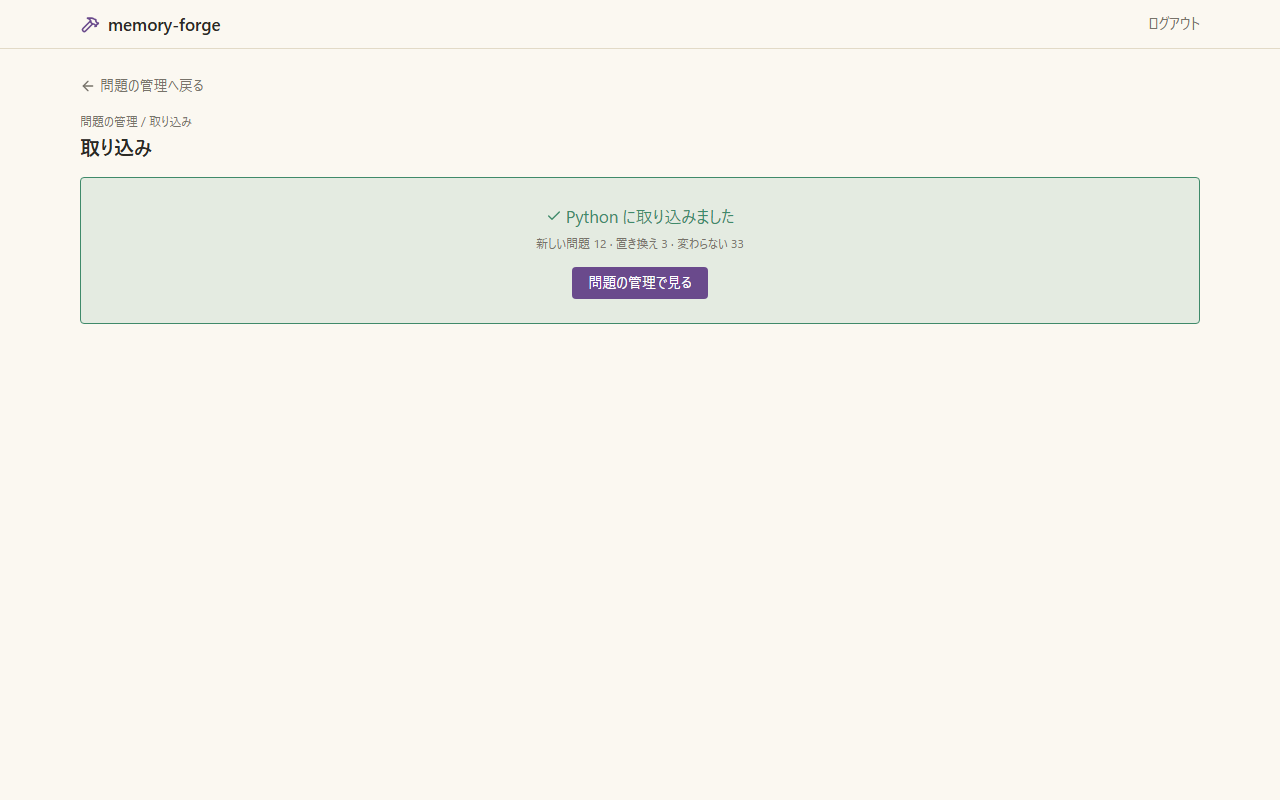 memory-forge
ログアウト
← 問題の管理へ戻る
問題の管理 / 取り込み
取り込み
✓ Python に取り込みました
新しい問題 12 · 置き換え 3 · 変わらない 33
問題の管理で見る